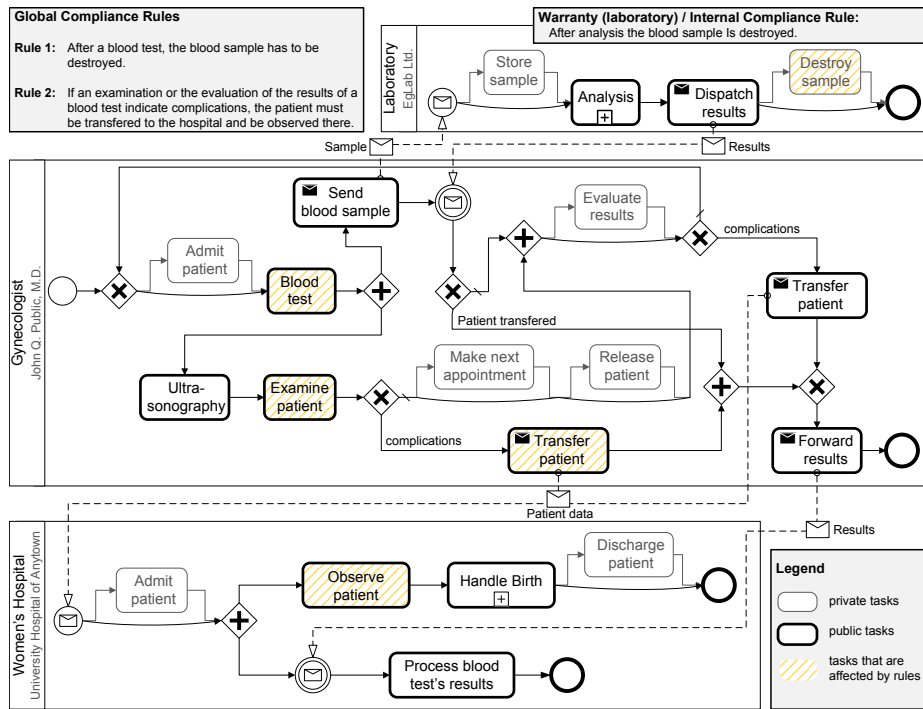 Global Compliance Rules
Rule 1: After a blood test, the blood sample has to be
destroyed.
Rule 2: If an examination or the evaluation of the results of a
blood test indicate complications, the patient must
be transfered to the hospital and be observed there.
Warranty (laboratory) / Internal Compliance Rule:
After analysis the blood sample Is destroyed.
Laboratory
EgLab Ltd.
Store
sample
Analysis
Dispatch
results
Destroy
sample
Sample
Results
Gynecologist
John Q. Public, M.D.
Send
blood sample
Evaluate
results
complications
Admit
patient
Blood
test
Transfer
patient
Patient transfered
Make next
appointment
Release
patient
Ultra-
sonography
Examine
patient
complications
Transfer
patient
Forward
results
Patient data
Results
Women's Hospital
University Hospital of Anytown
Admit
patient
Observe
patient
Handle Birth
Discharge
patient
Process blood
test's results
Legend
private tasks
public tasks
tasks that are
affected by rules